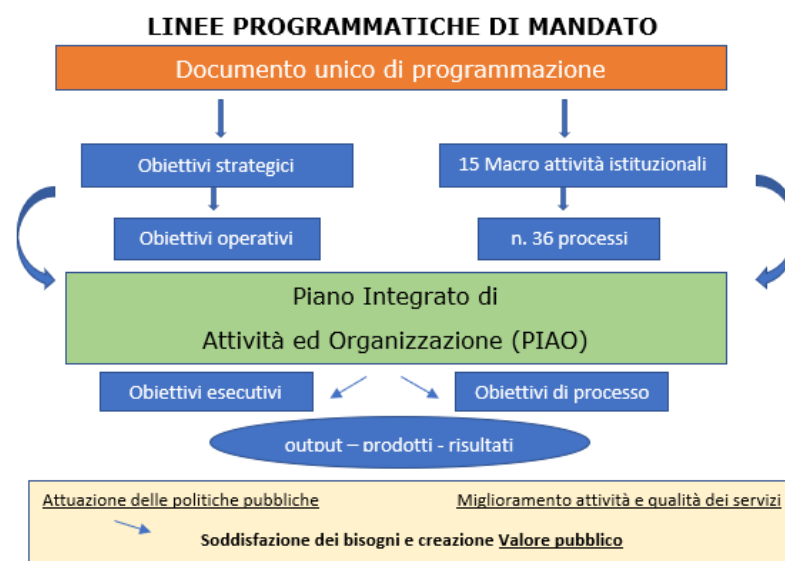 LINEE PROGRAMMATICHE DI MANDATO
Documento unico di programmazione
Obiettivi strategici
15 Macro attività istituzionali
Obiettivi operativi
n. 36 processi
Piano Integrato di
Attività ed Organizzazione (PIAO)
Obiettivi esecutivi
Obiettivi di processo
output – prodotti - risultati
Attuazione delle politiche pubbliche
Miglioramento attività e qualità dei servizi
Soddisfazione dei bisogni e creazione Valore pubblico